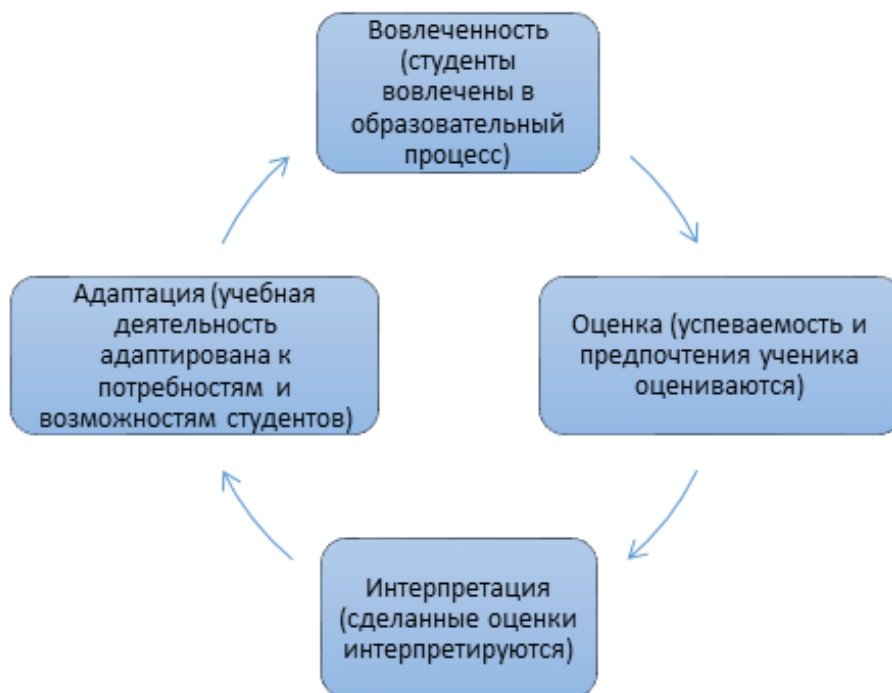 Вовлеченность
(студенты
вовлечены в
образовательный
процесс)
Оценка (успеваемость и
предпочтения ученика
оцениваются)
Интерпретация
(сделанные оценки
интерпретируются)
Адаптация (учебная
деятельность
адаптирована к
потребностям и
возможностям студентов)